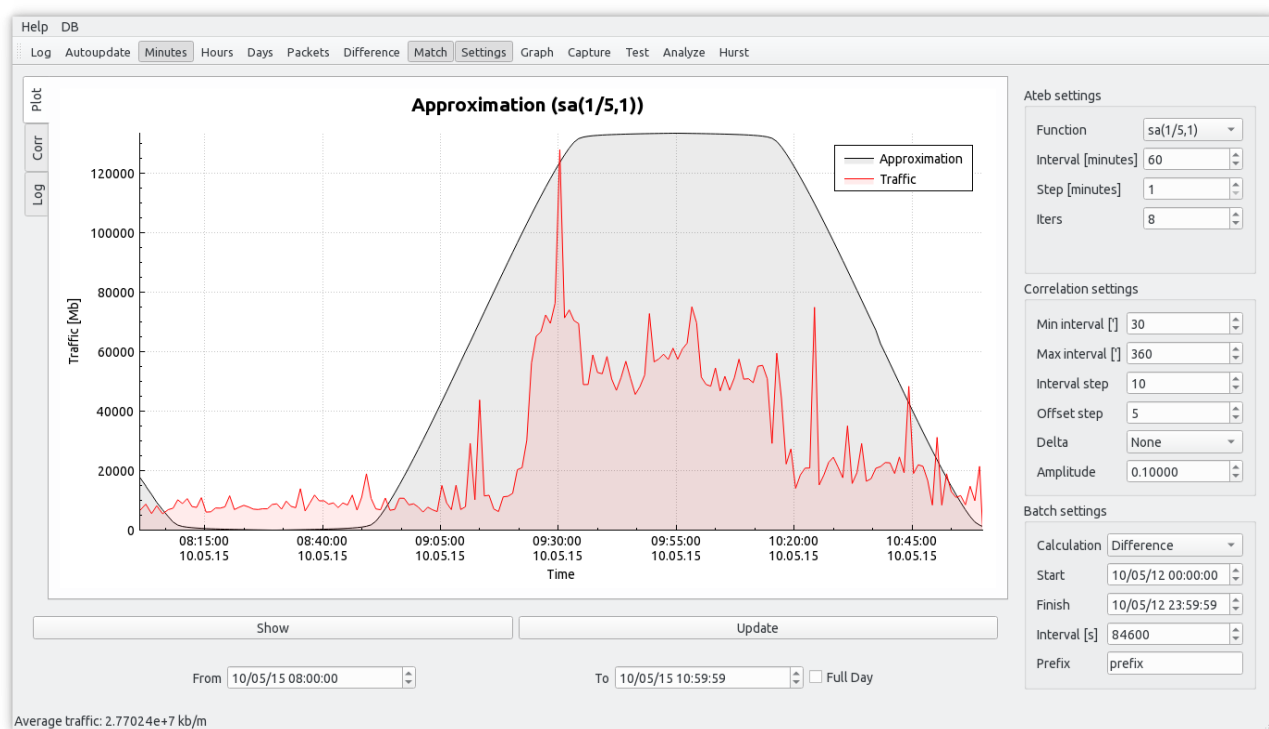 Help DB
Log Autoupdate Minutes Hours Days Packets Difference Match Settings Graph Capture Test Analyze Hurst
Plot
Corr
Log
Approximation (sa(1/5,1))
Approximation
Traffic
Traffic [Mb]
120000
100000
80000
60000
40000
20000
0
08:15:00 08:40:00 09:05:00 09:30:00 09:55:00 10:20:00 10:45:00
10.05.15 10.05.15 10.05.15 10.05.15 10.05.15 10.05.15 10.05.15
Time
Show Update
From 10/05/15 08:00:00 To 10/05/15 10:59:59 Full Day
Average traffic: 2.77024e+7 kb/m
Ateb settings
Function sa(1/5,1)
Interval [minutes] 60
Step [minutes] 1
Iters 8
Correlation settings
Min interval ['] 30
Max interval ['] 360
Interval step 10
Offset step 5
Delta None
Amplitude 0.10000
Batch settings
Calculation Difference
Start 10/05/12 00:00:00
Finish 10/05/12 23:59:59
Interval [s] 84600
Prefix prefix